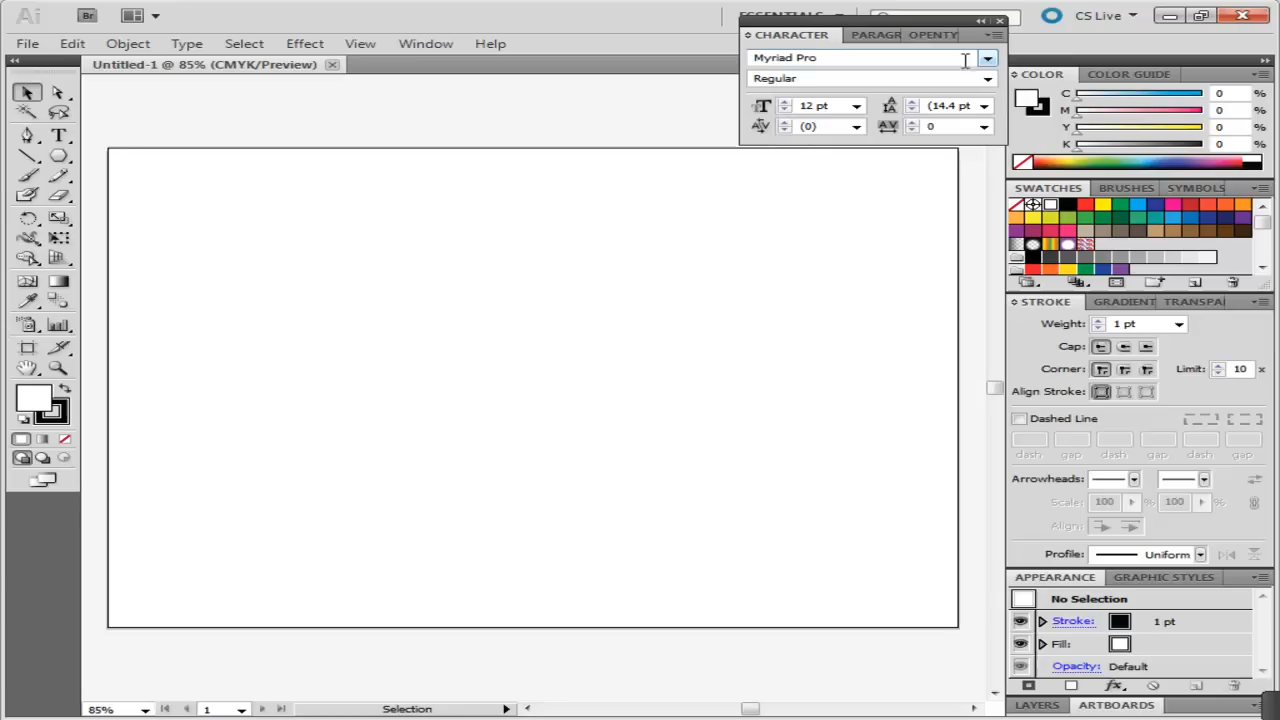 Ai Br ESSENTIALS CS Live
File Edit Object Type Select Effect View Window Help
Untitled-1 @ 85% (CMYK/Preview)
CHARACTER PARAGR OPENTY
Myriad Pro
Regular
12 pt (14.4 pt
(0) 0
COLOR COLOR GUIDE
C 0 %
M 0 %
Y 0 %
K 0 %
SWATCHES BRUSHES SYMBOLS
STROKE GRADIENT TRANSPA
Weight: 1 pt
Cap:
Corner: Limit: 10 x
Align Stroke:
Dashed Line
dash gap dash gap dash gap
Arrowheads:
Scale: 100 % 100 %
Align:
Profile: Uniform
APPEARANCE GRAPHIC STYLES
No Selection
Stroke: 1 pt
Fill:
Opacity: Default
fx
LAYERS ARTBOARDS
85% 1 Selection